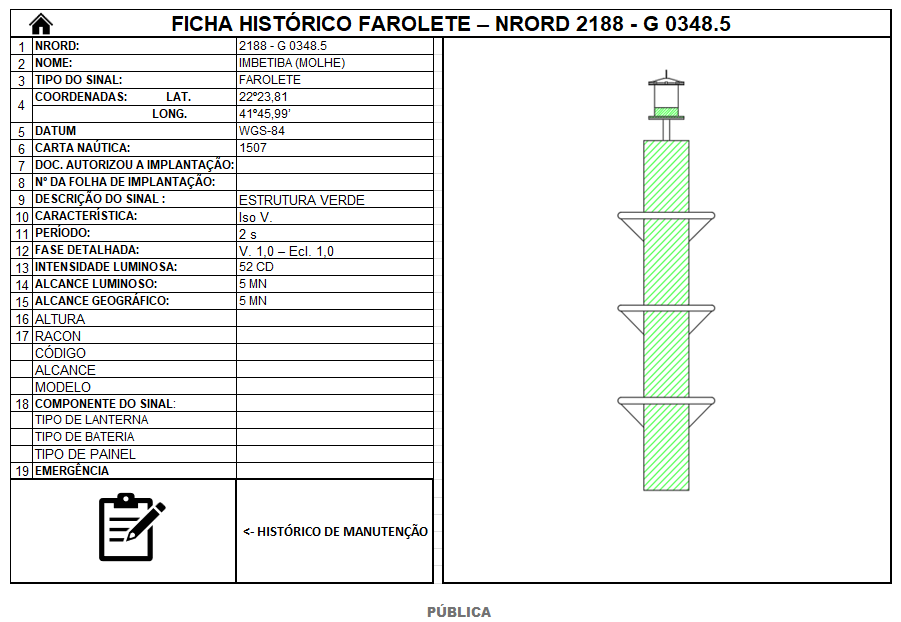 FICHA HISTÓRICO FAROLETE – NRORD 2188 - G 0348.5
1 NRORD: 2188 - G 0348.5
2 NOME: IMBETIBA (MOLHE)
3 TIPO DO SINAL: FAROLETE
4 COORDENADAS: LAT. 22º23,81
LONG. 41º45,99'
5 DATUM WGS-84
6 CARTA NAÚTICA: 1507
7 DOC. AUTORIZOU A IMPLANTAÇÃO:
8 Nº DA FOLHA DE IMPLANTAÇÃO:
9 DESCRIÇÃO DO SINAL : ESTRUTURA VERDE
10 CARACTERÍSTICA: Iso V.
11 PERÍODO: 2 s
12 FASE DETALHADA: V. 1,0 – Ecl. 1,0
13 INTENSIDADE LUMINOSA: 52 CD
14 ALCANCE LUMINOSO: 5 MN
15 ALCANCE GEOGRÁFICO: 5 MN
16 ALTURA
17 RACON
CÓDIGO
ALCANCE
MODELO
18 COMPONENTE DO SINAL:
TIPO DE LANTERNA
TIPO DE BATERIA
TIPO DE PAINEL
19 EMERGÊNCIA
<- HISTÓRICO DE MANUTENÇÃO
PÚBLICA